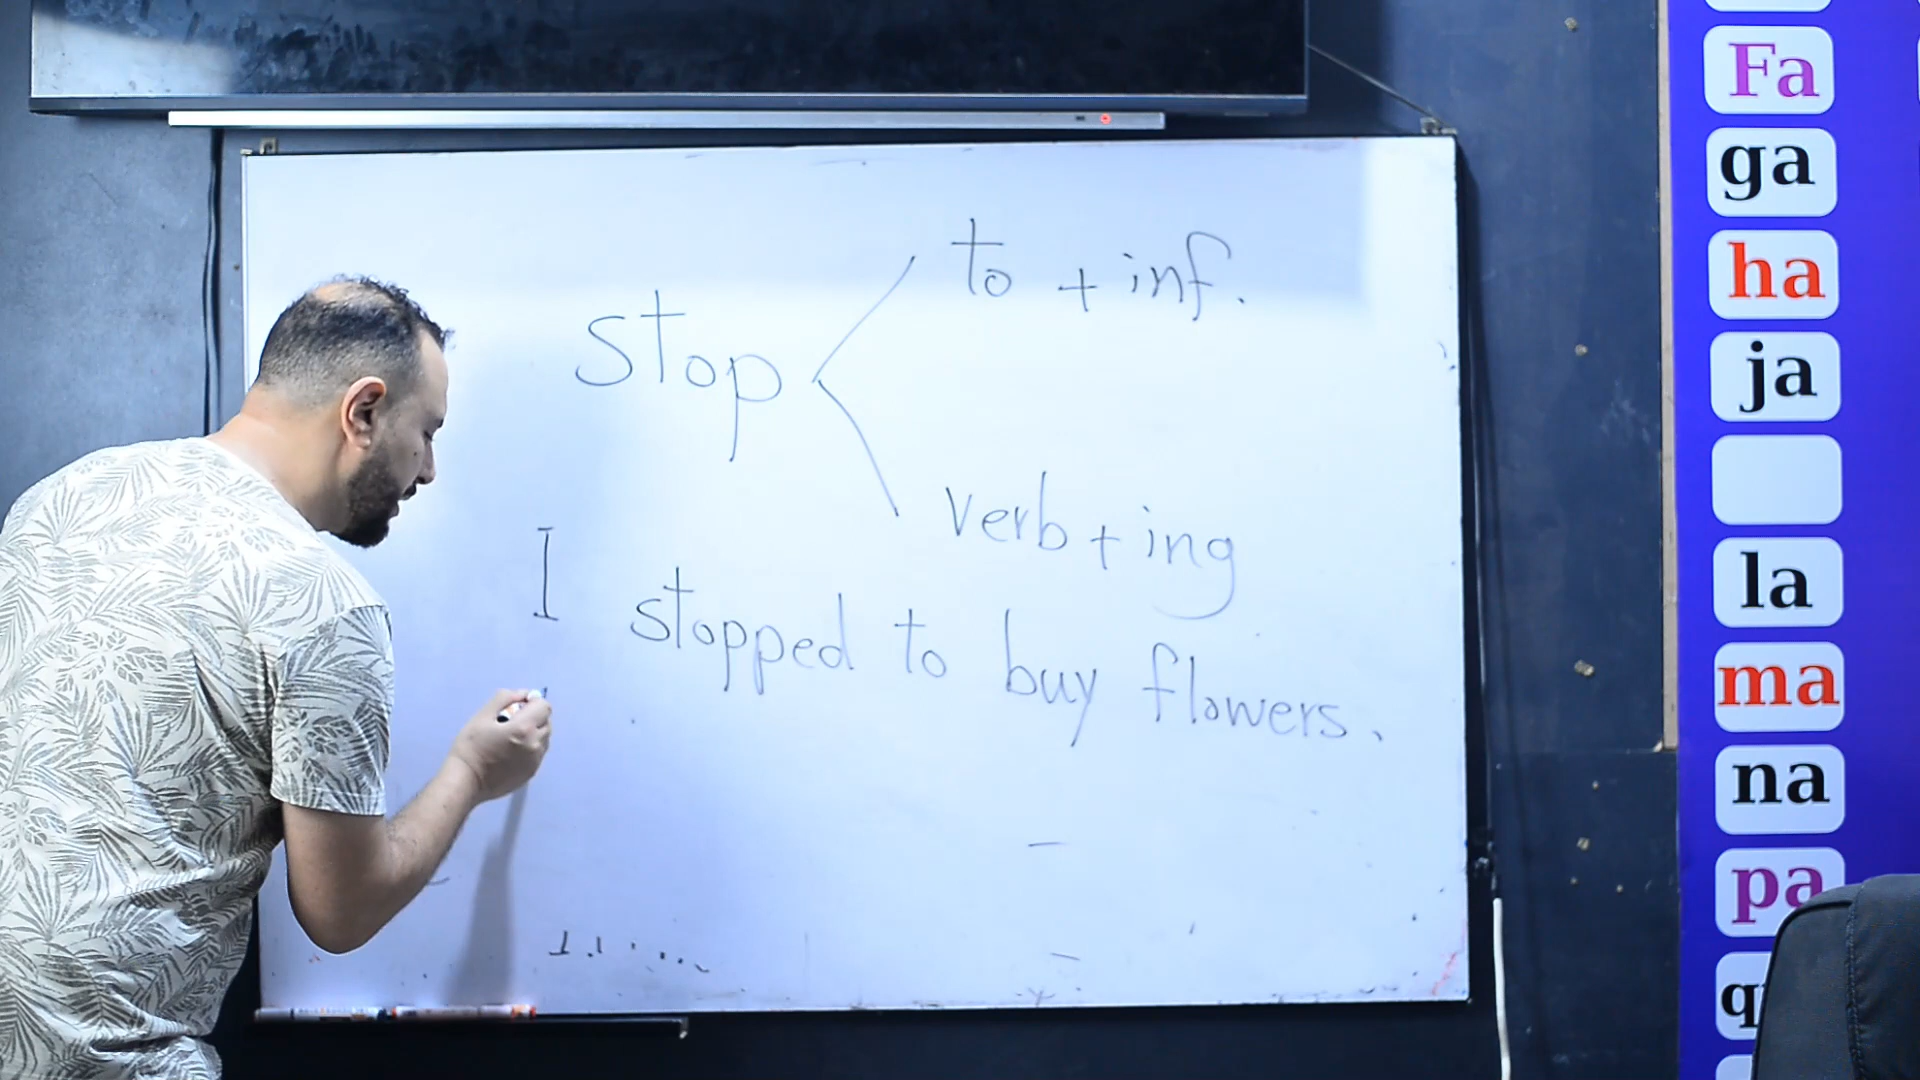 to + inf.
stop
verb + ing
I stopped to buy flowers.
Fa
ga
ha
ja
la
ma
na
pa